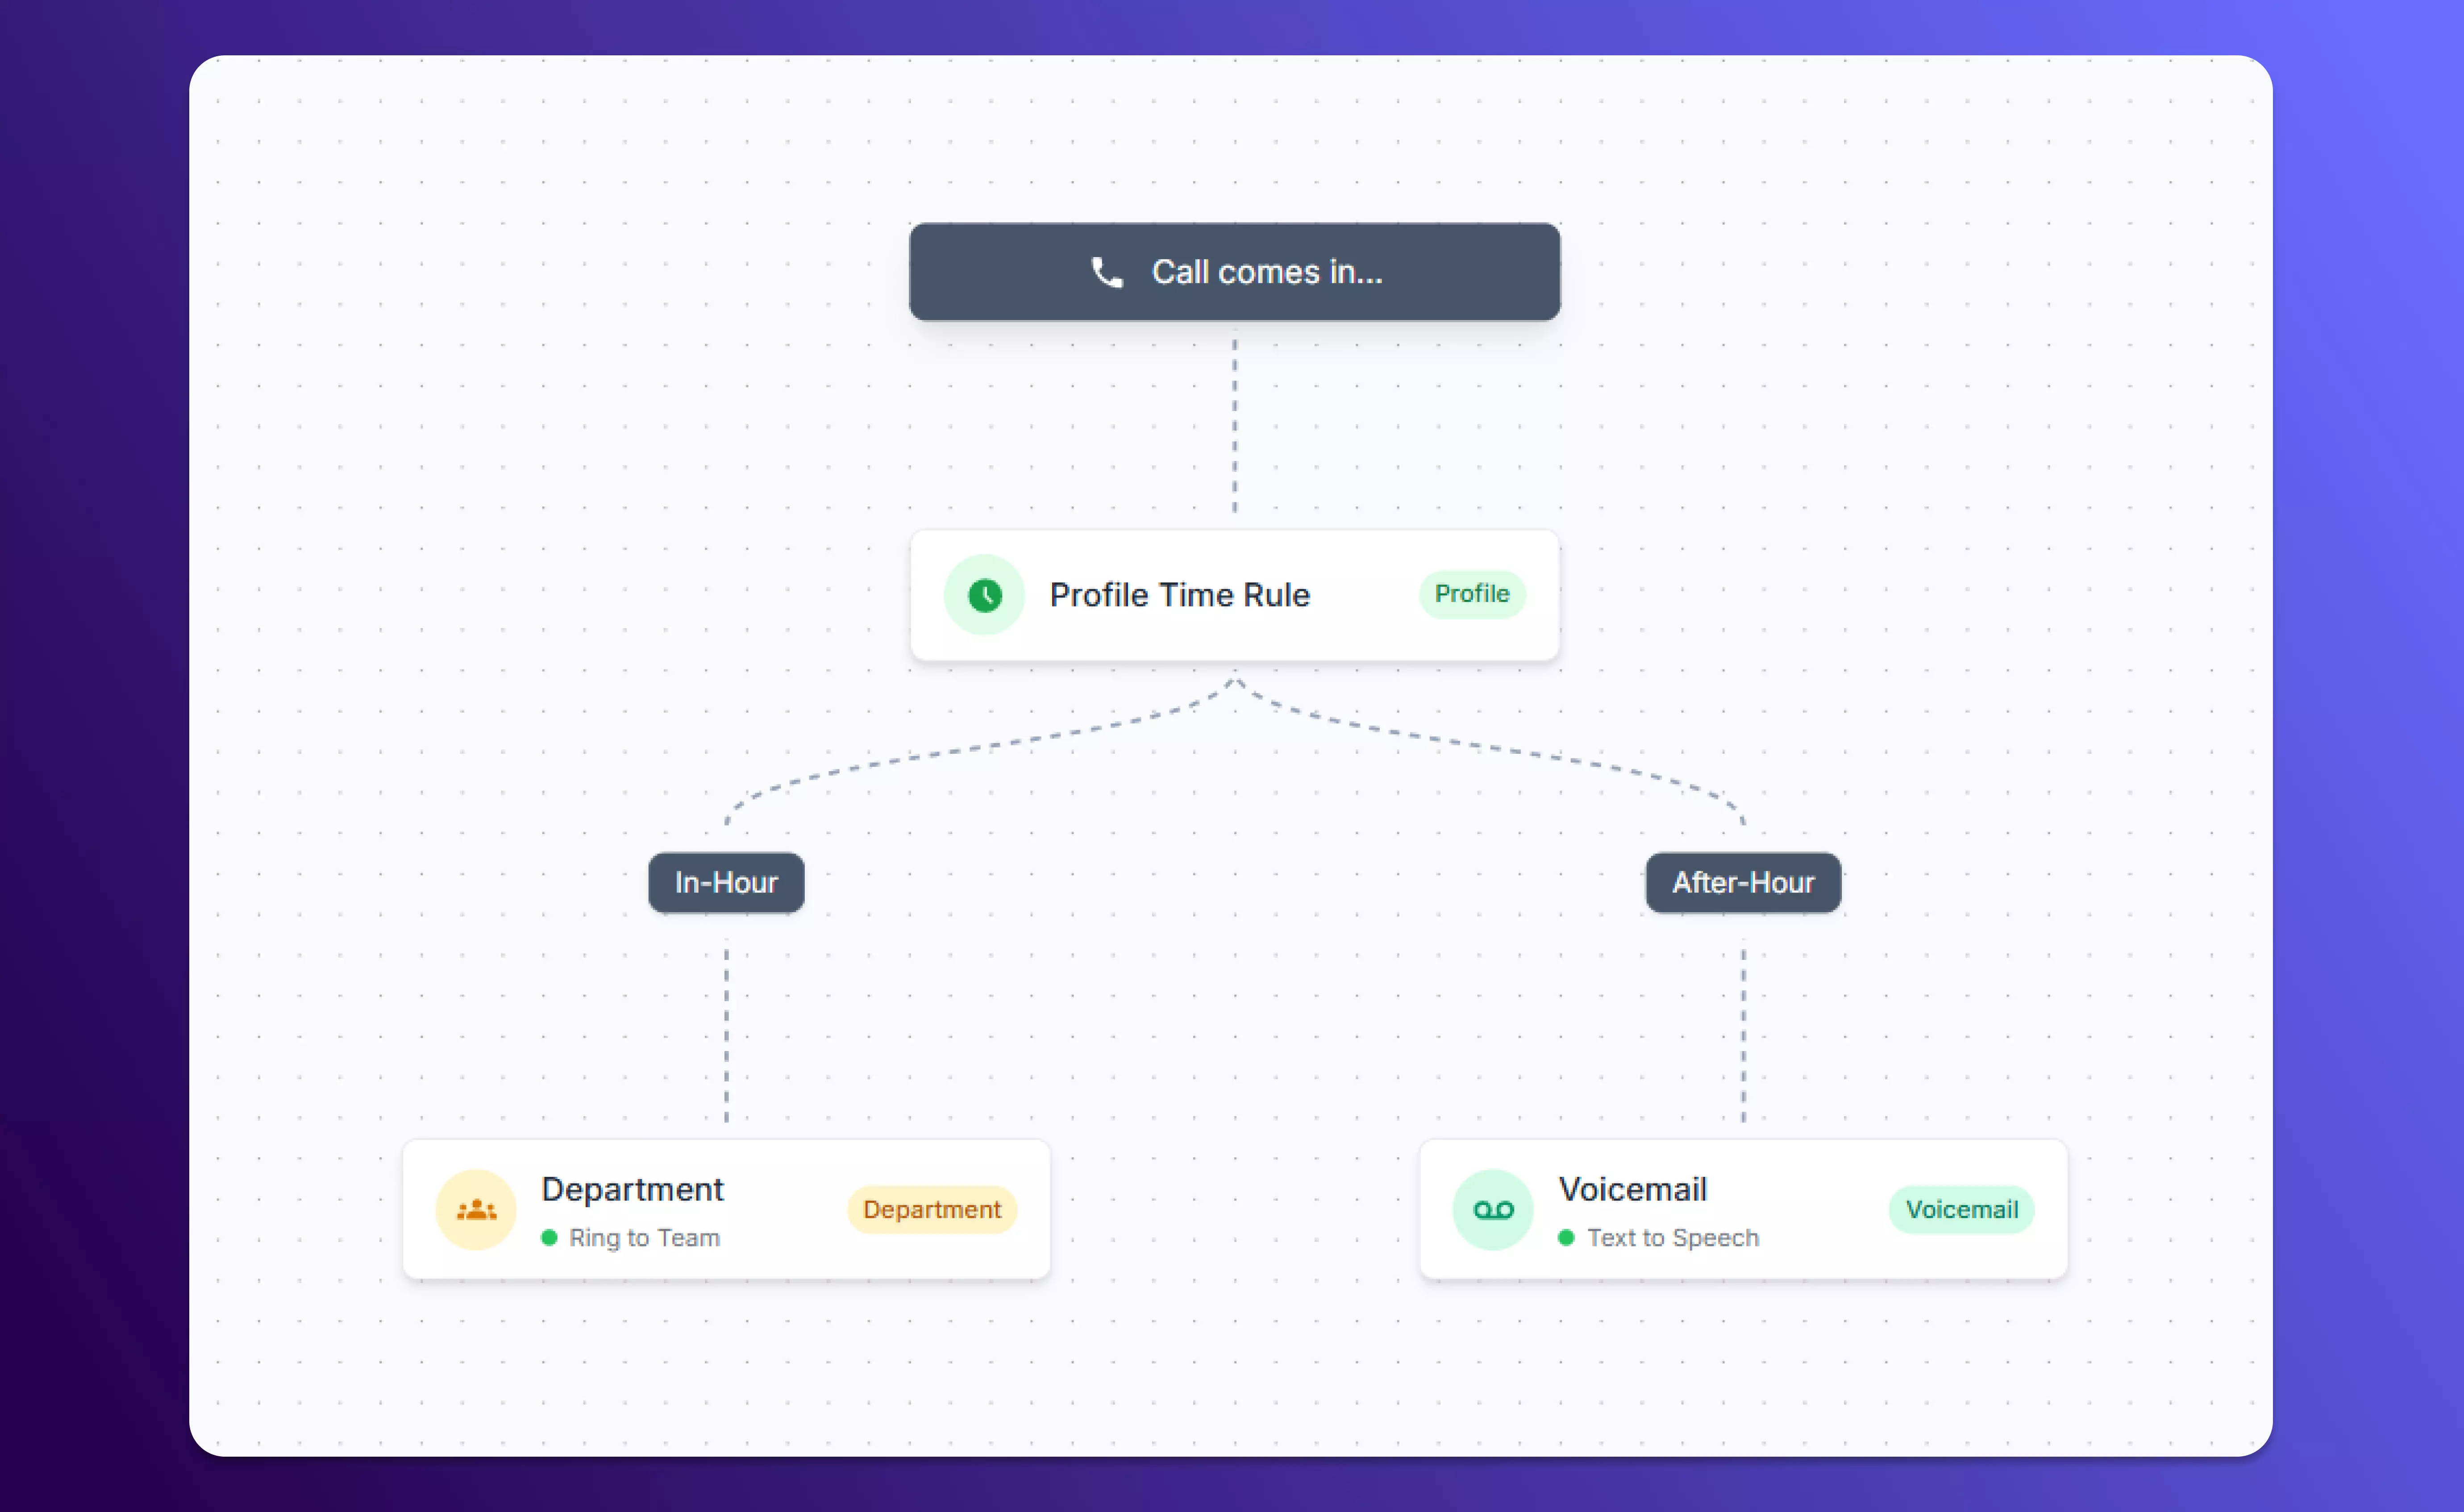 Call comes in...
Profile Time Rule
Profile
In-Hour
After-Hour
Department
Ring to Team
Department
Voicemail
Text to Speech
Voicemail